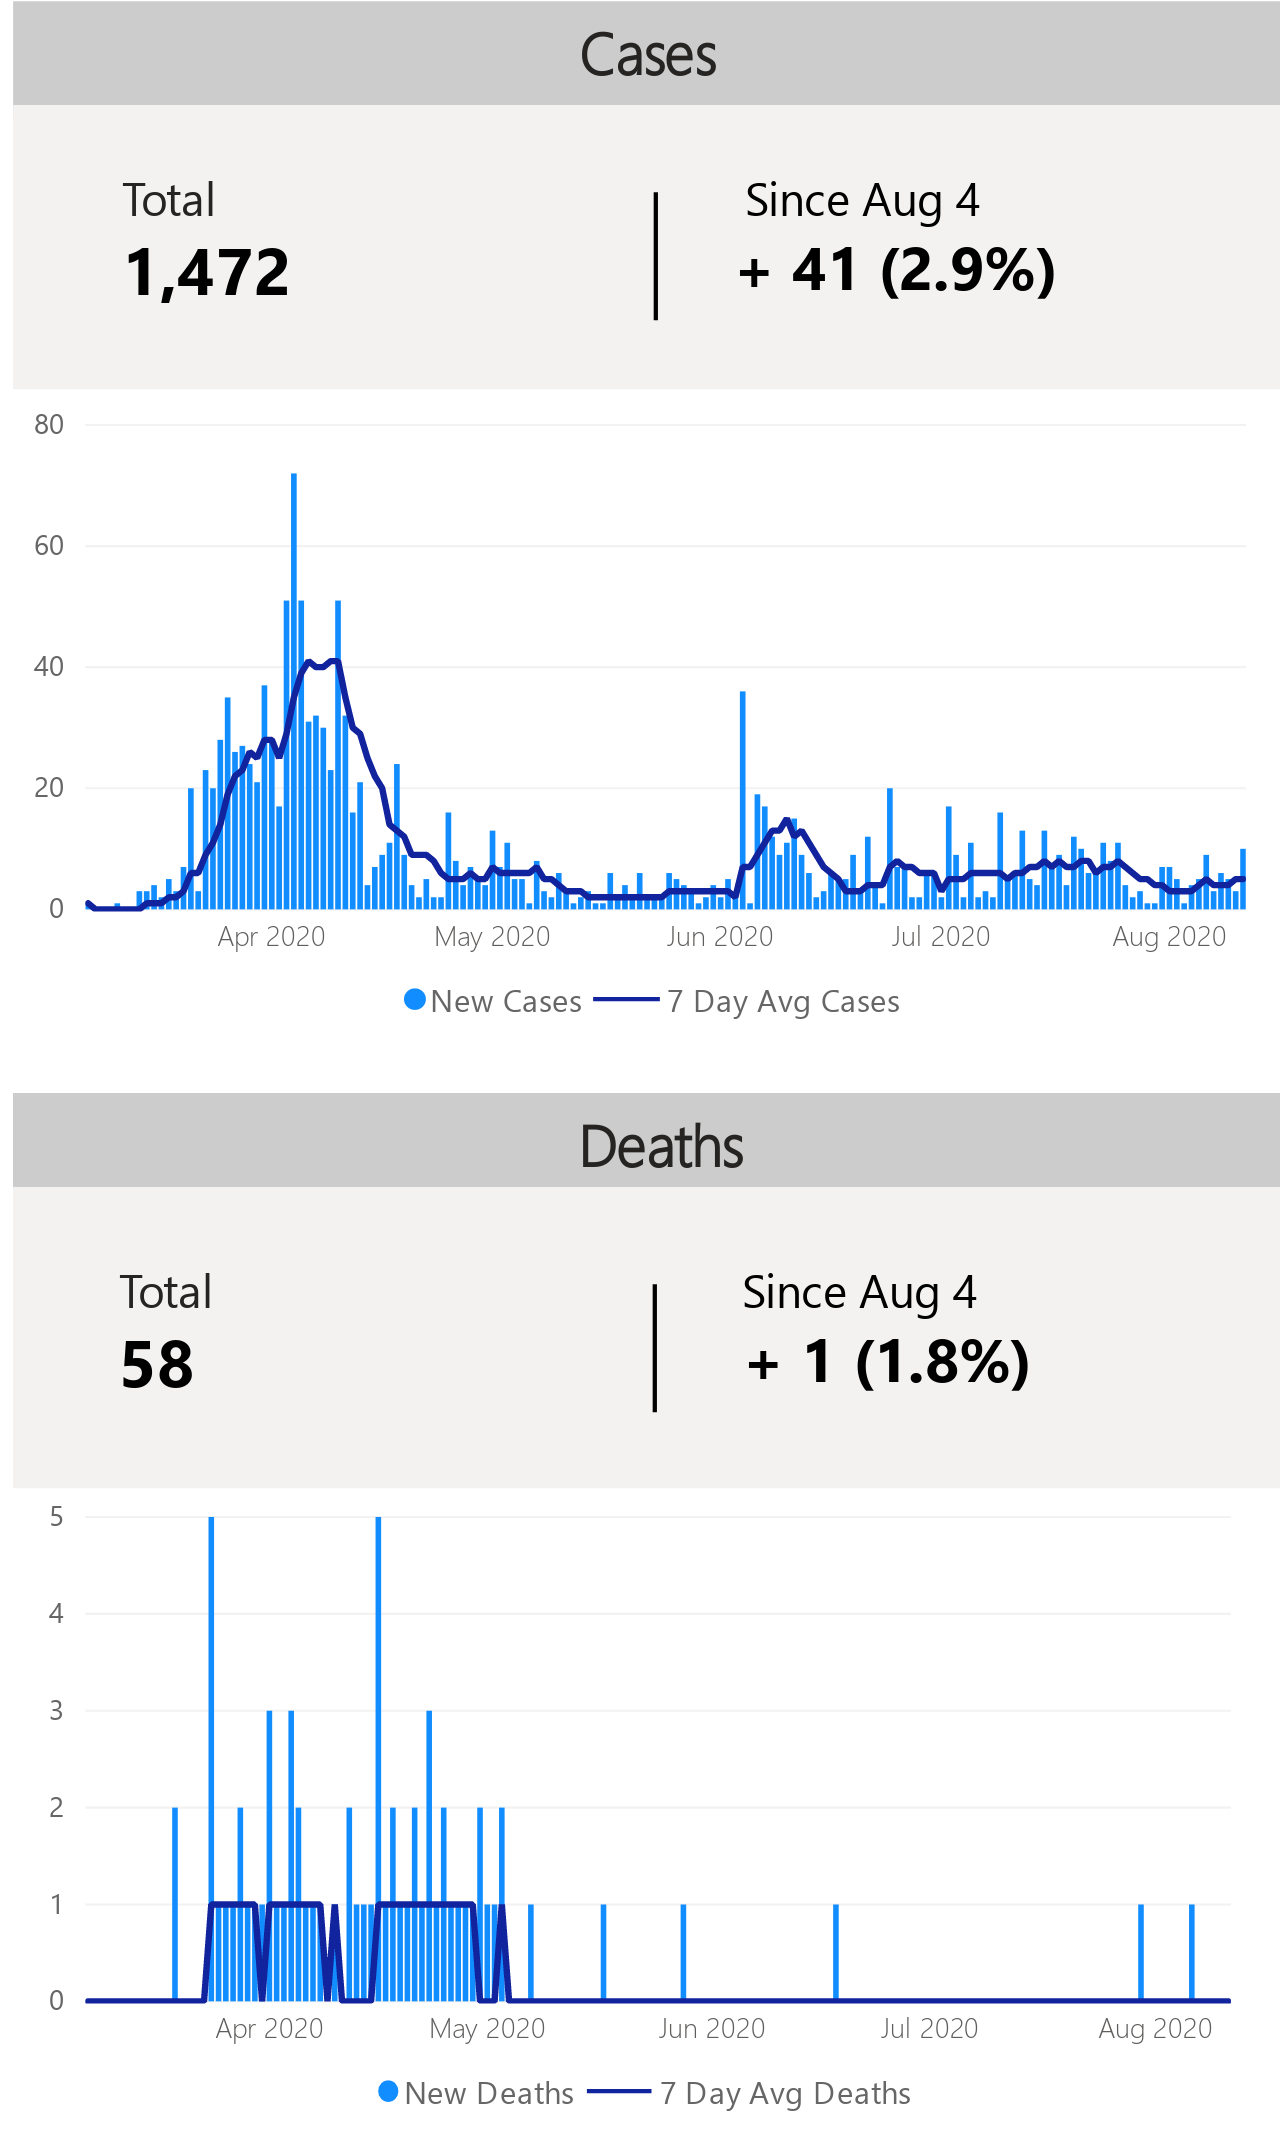 Cases
Total
Since Aug 4
1,472
+ 41 (2.9%)
80
60
40
20
0
Apr 2020 May 2020 Jun 2020 Jul 2020 Aug 2020
New Cases 7 Day Avg Cases
Deaths
Total
Since Aug 4
58
+ 1 (1.8%)
5
4
3
2
1
0
Apr 2020 May 2020 Jun 2020 Jul 2020 Aug 2020
New Deaths 7 Day Avg Deaths